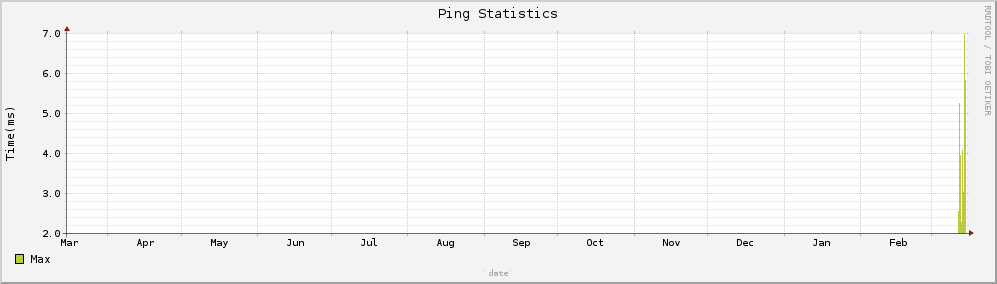 Ping Statistics
RRDTOOL / TOBI OETIKER
Time(ms)
7.0
6.0
5.0
4.0
3.0
2.0
Mar Apr May Jun Jul Aug Sep Oct Nov Dec Jan Feb
Max
`date`